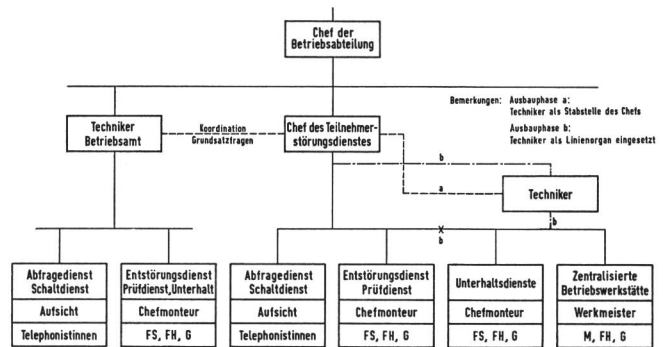 Chef der
Betriebsabteilung
Bemerkungen: Ausbauphase a:
Techniker als Stabstelle des Chefs
Ausbauphase b:
Techniker als Linienorgan eingesetzt
Techniker
Betriebsamt
Koordination
Grundsatzfragen
Chef des Teilnehmer-
störungsdienstes
b
a
Techniker
b
x
b
Abfragedienst
Schaltdienst
Aufsicht
Telephonistinnen
Entstörungsdienst
Prüfdienst, Unterhalt
Chefmonteur
FS, FH, G
Abfragedienst
Schaltdienst
Aufsicht
Telephonistinnen
Entstörungsdienst
Prüfdienst
Chefmonteur
FS, FH, G
Unterhaltsdienste
Chefmonteur
FS, FH, G
Zentralisierte
Betriebswerkstätte
Werkmeister
M, FH, G